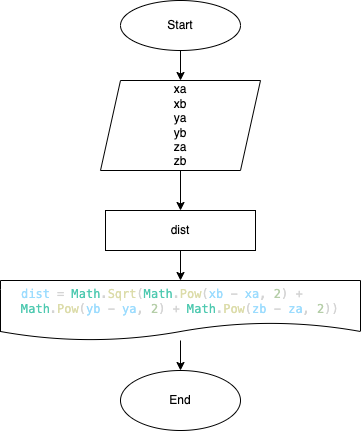 Start
xa
xb
ya
yb
za
zb
dist
dist = Math.Sqrt(Math.Pow(xb – xa, 2) +
Math.Pow(yb – ya, 2) + Math.Pow(zb – za, 2))
End